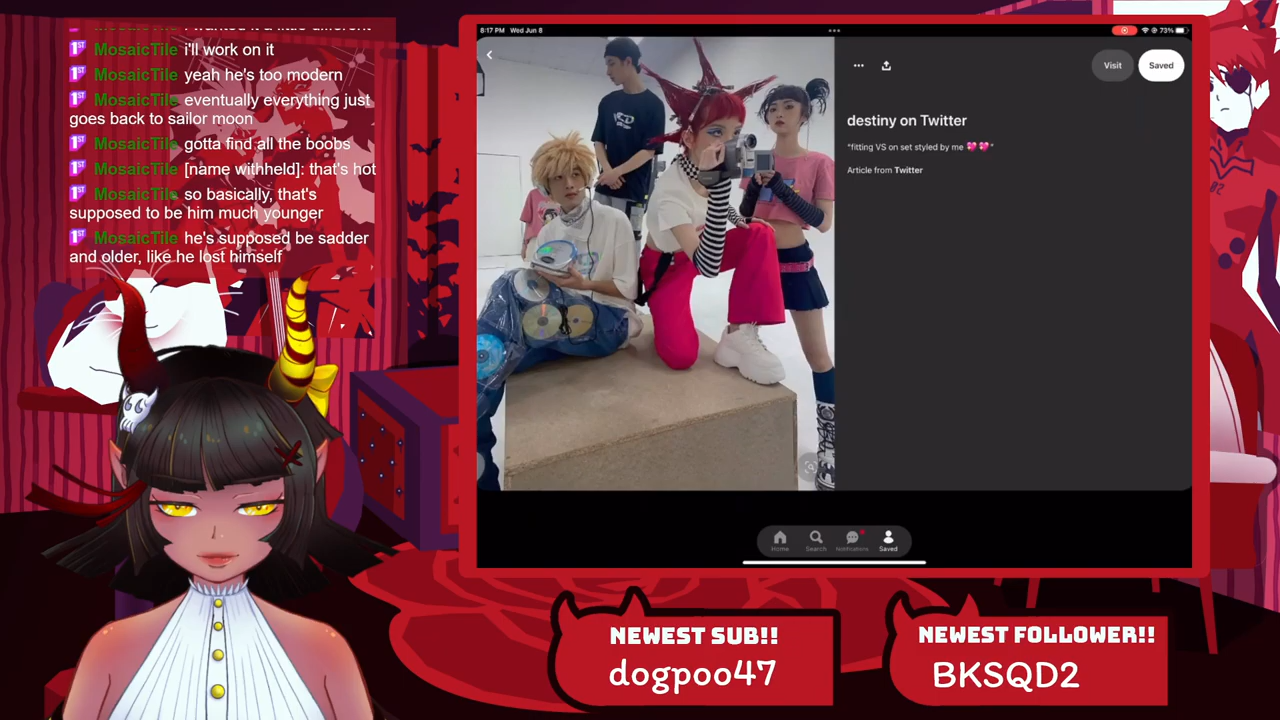 MosaicTile i'll work on it
MosaicTile yeah he's too modern
MosaicTile eventually everything just
goes back to sailor moon
MosaicTile gotta find all the boobs
MosaicTile [name withheld]: that's hot
MosaicTile so basically, that's
supposed to be him much younger
MosaicTile he's supposed be sadder
and older, like he lost himself
8:17 PM Wed Jun 8
73%
Visit
Saved
destiny on Twitter
"fitting VS on set styled by me 💖💖"
Article from Twitter
Home
Search
Notifications
Saved
NEWEST SUB!!
dogpoo47
NEWEST FOLLOWER!!
BKSQD2